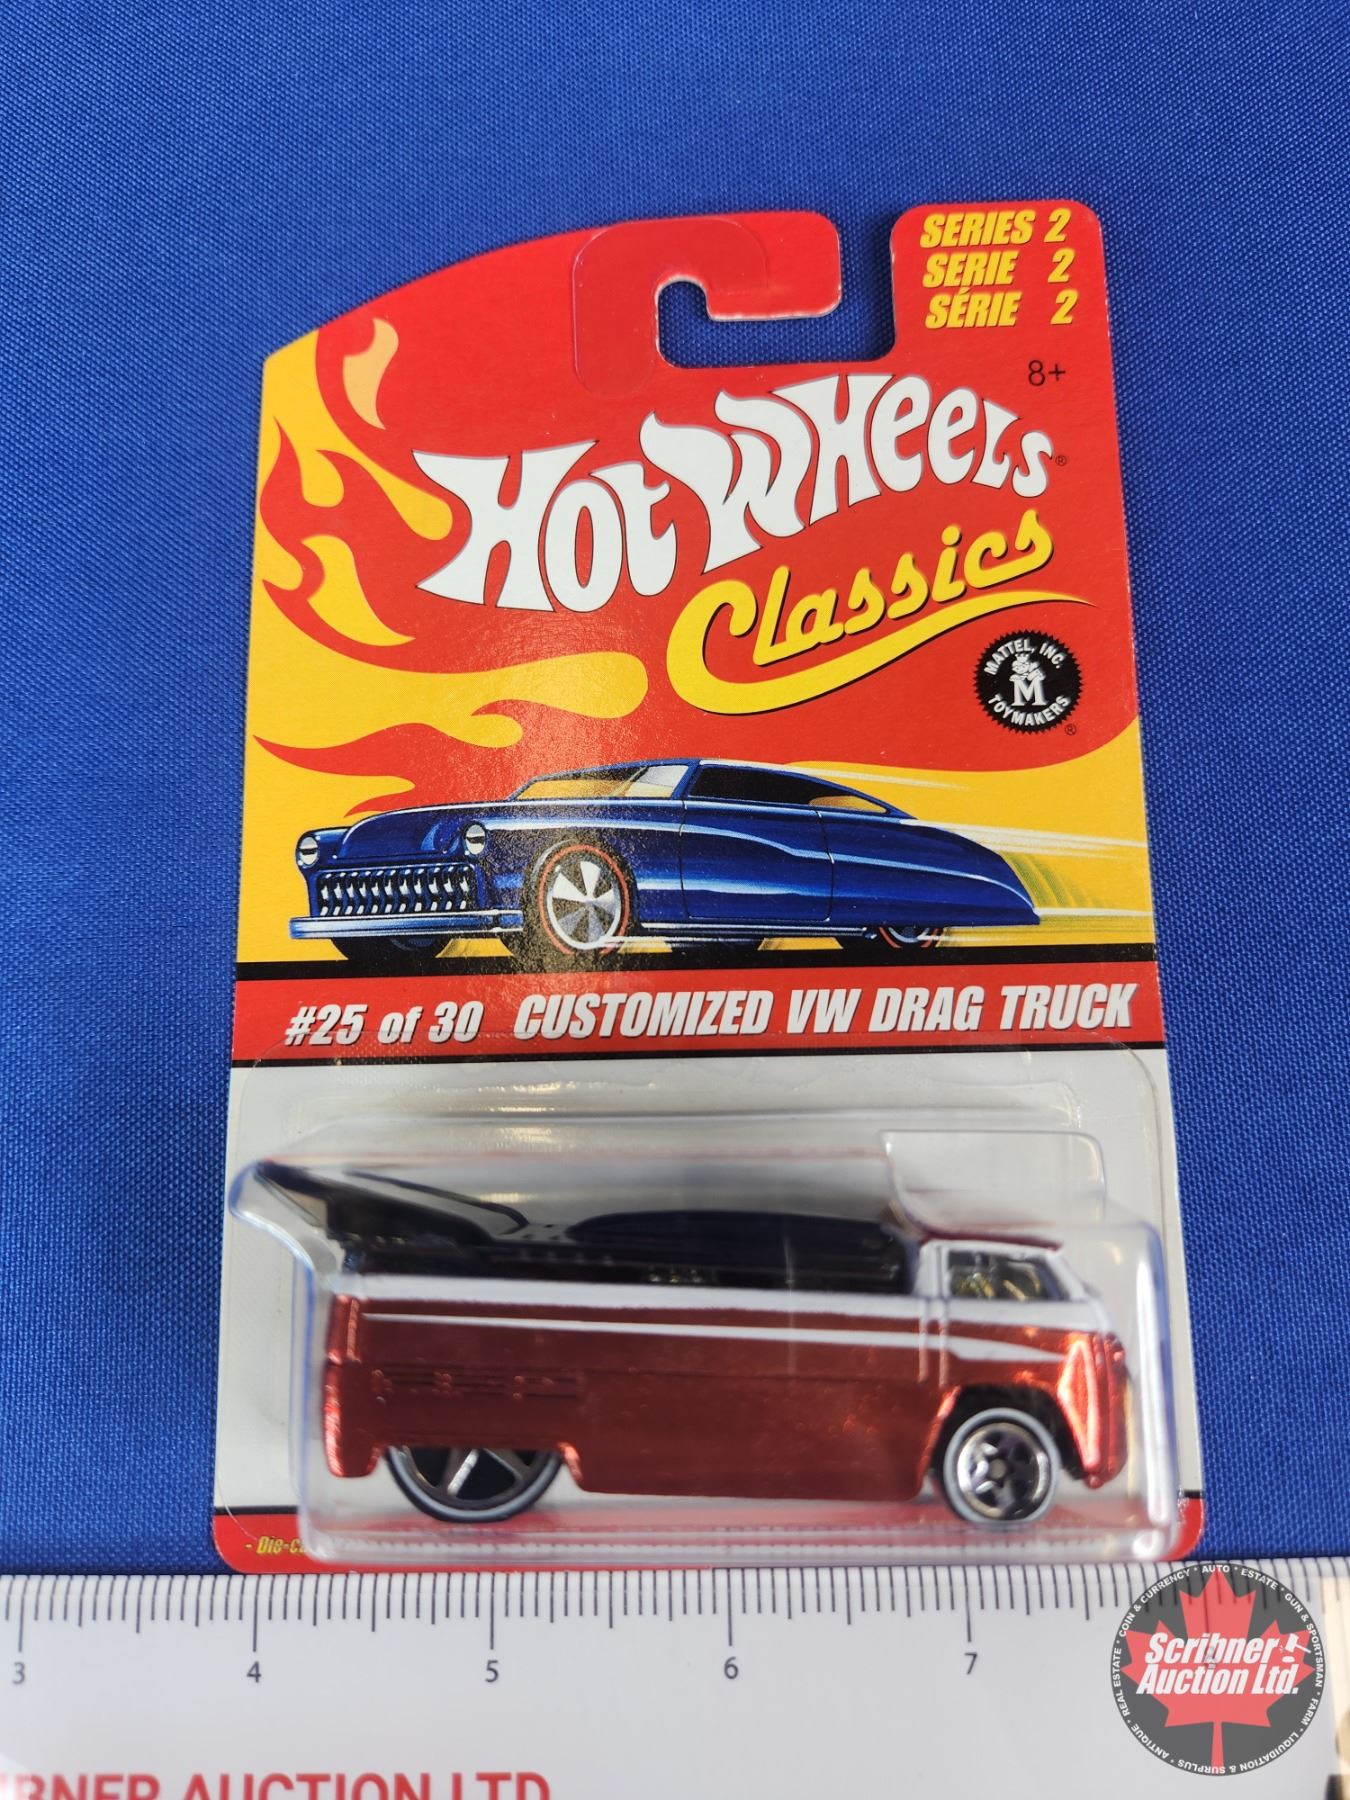 SERIES 2
SERIE 2
SÉRIE 2
8+
HOT WHEELS®
Classics
MATTEL, INC.
M
TOYMAKERS
®
#25 of 30 CUSTOMIZED VW DRAG TRUCK
3 4 5 6 7
AUCTION LTD
COIN & CURRENCY • AUTO • ESTATE • GUN & SPORTSMAN • FARM • LIQUIDATION & SURPLUS • ANTIQUE • REAL ESTATE
Scribner
Auction Ltd.